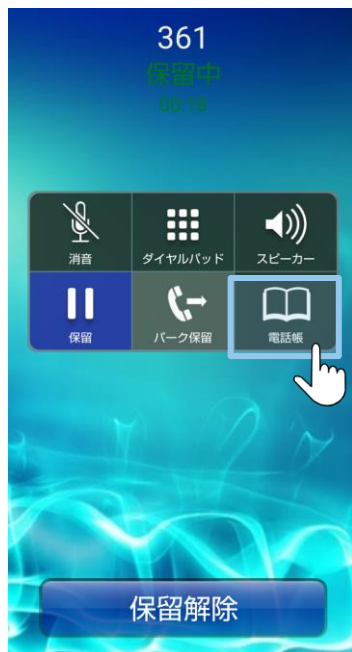 361
保留中
00:18
消音
ダイヤルパッド
スピーカー
保留
パーク保留
電話帳
保留解除